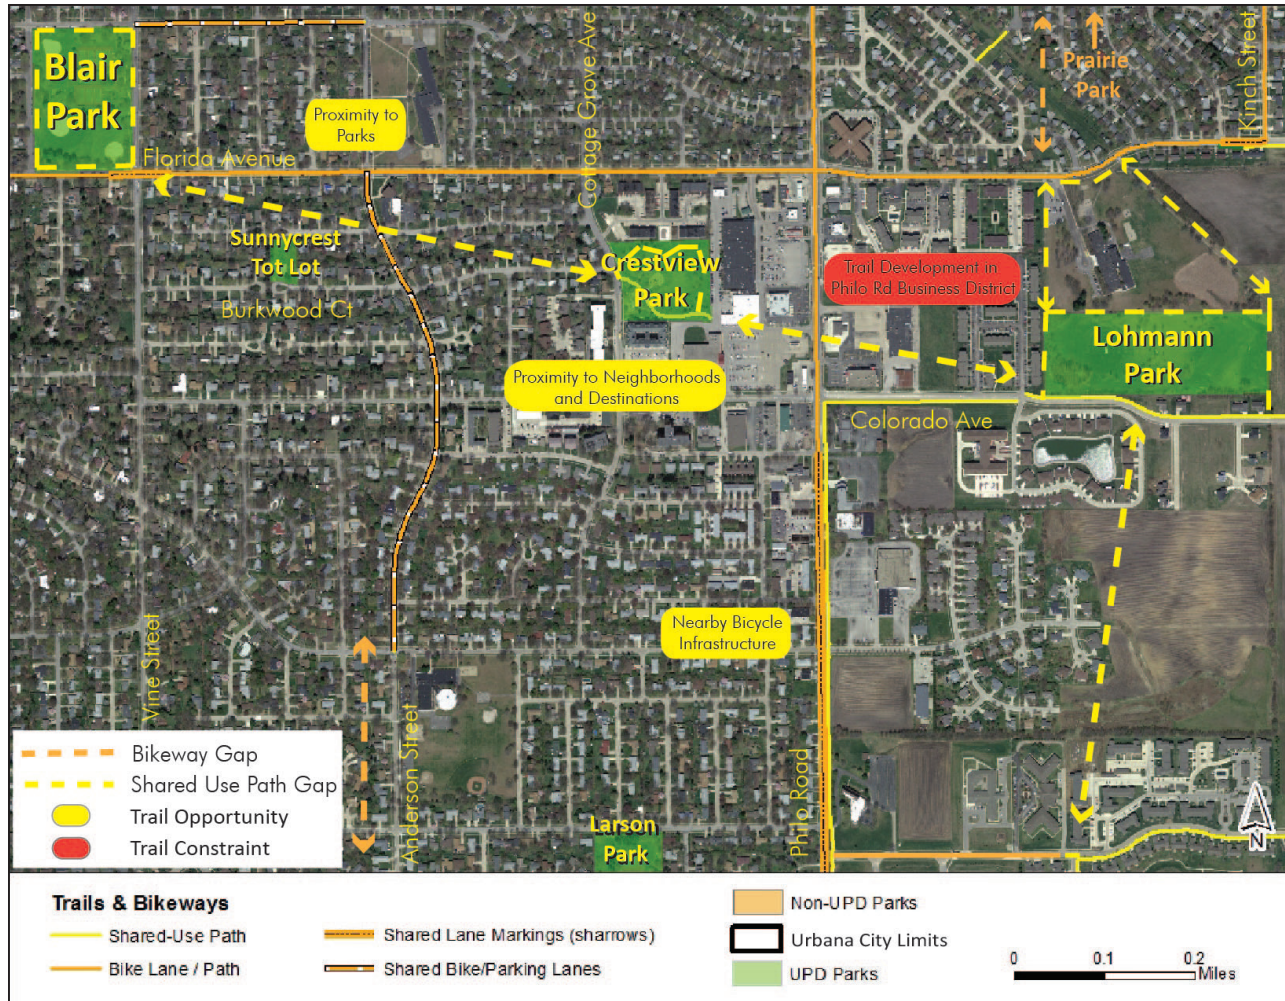 Blair
Park
Proximity to
Parks
Cottage Grove Ave
Prairie
Park
Kinch Street
Florida Avenue
Sunnycrest
Tot Lot
Burkwood Ct
Crestview
Park
Trail Development in
Philo Rd Business District
Lohmann
Park
Proximity to Neighborhoods
and Destinations
Colorado Ave
Nearby Bicycle
Infrastructure
Vine Street
Anderson Street
Philo Road
Larson
Park
Bikeway Gap
Shared Use Path Gap
Trail Opportunity
Trail Constraint
N
Trails & Bikeways
Shared-Use Path
Bike Lane / Path
Shared Lane Markings (sharrows)
Shared Bike/Parking Lanes
Non-UPD Parks
Urbana City Limits
UPD Parks
0 0.1 0.2
Miles